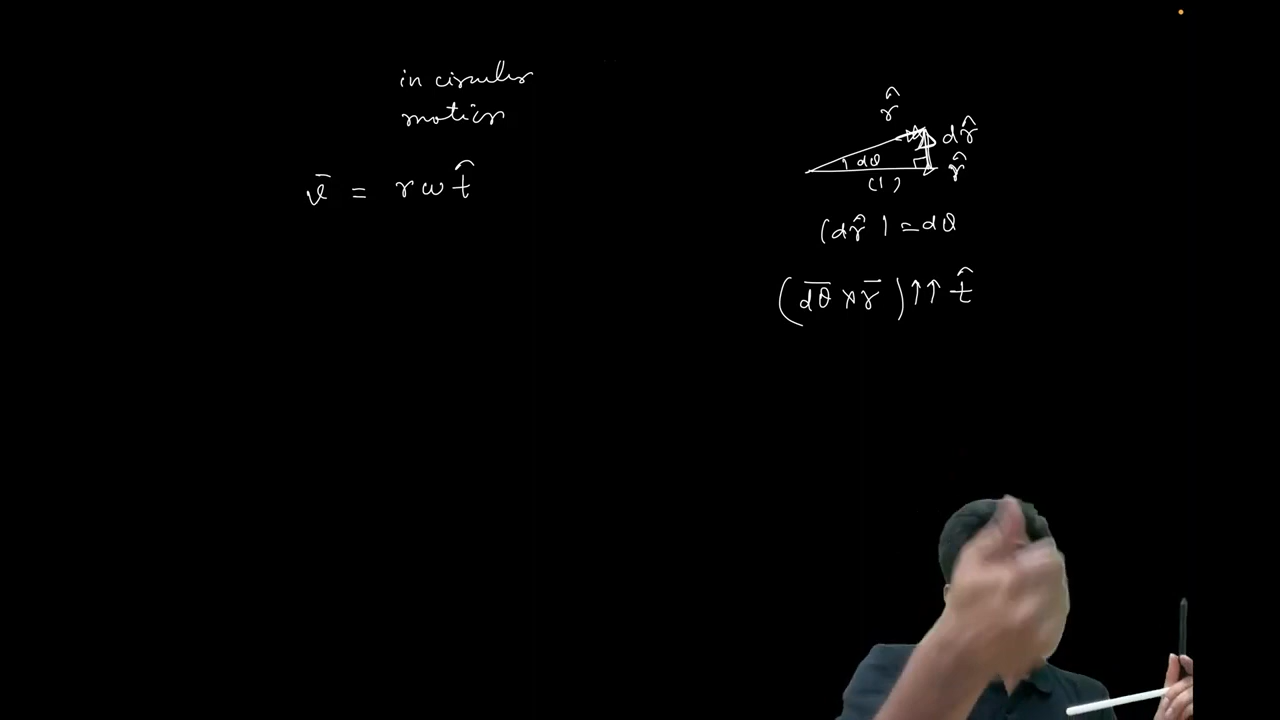 in circular
motion
v̄ = rω t̂
r̂
dr̂
dθ
r̂
(1)
(dr̂) = dθ
(d̅θ̅ × r̄) ↑↑ t̂